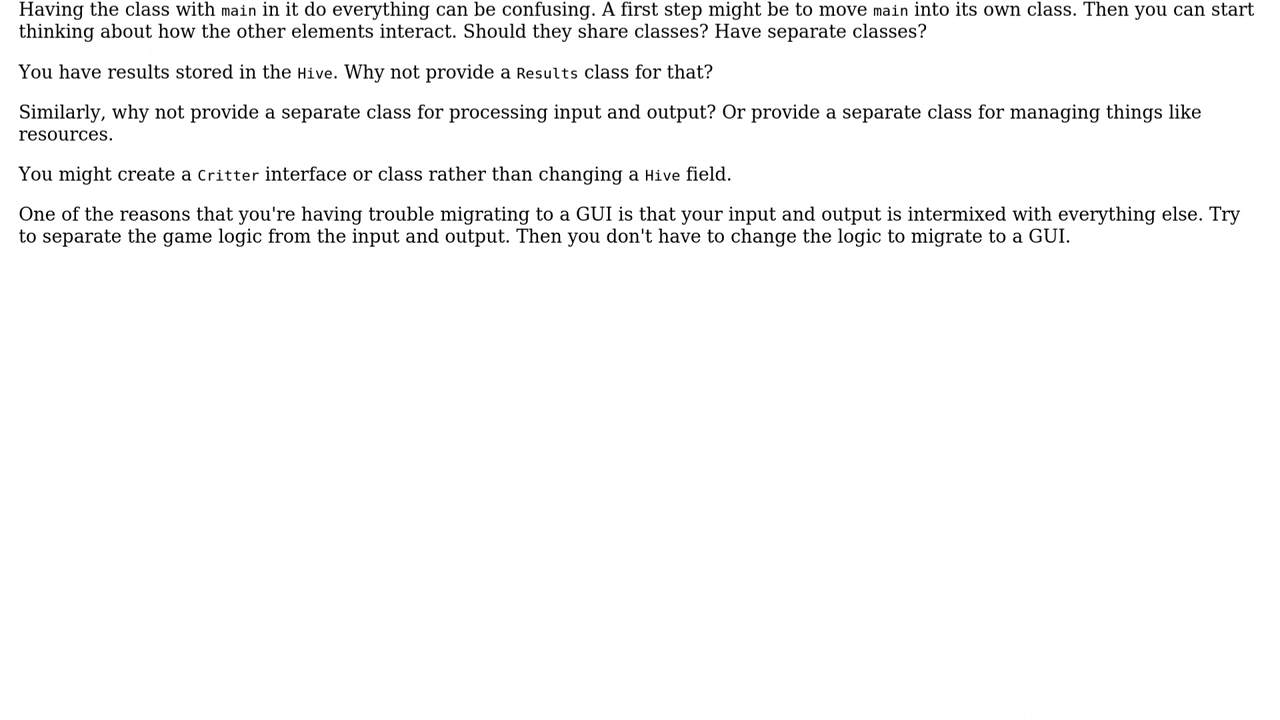 Having the class with main in it do everything can be confusing. A first step might be to move main into its own class. Then you can start
thinking about how the other elements interact. Should they share classes? Have separate classes?
You have results stored in the Hive. Why not provide a Results class for that?
Similarly, why not provide a separate class for processing input and output? Or provide a separate class for managing things like
resources.
You might create a Critter interface or class rather than changing a Hive field.
One of the reasons that you're having trouble migrating to a GUI is that your input and output is intermixed with everything else. Try
to separate the game logic from the input and output. Then you don't have to change the logic to migrate to a GUI.